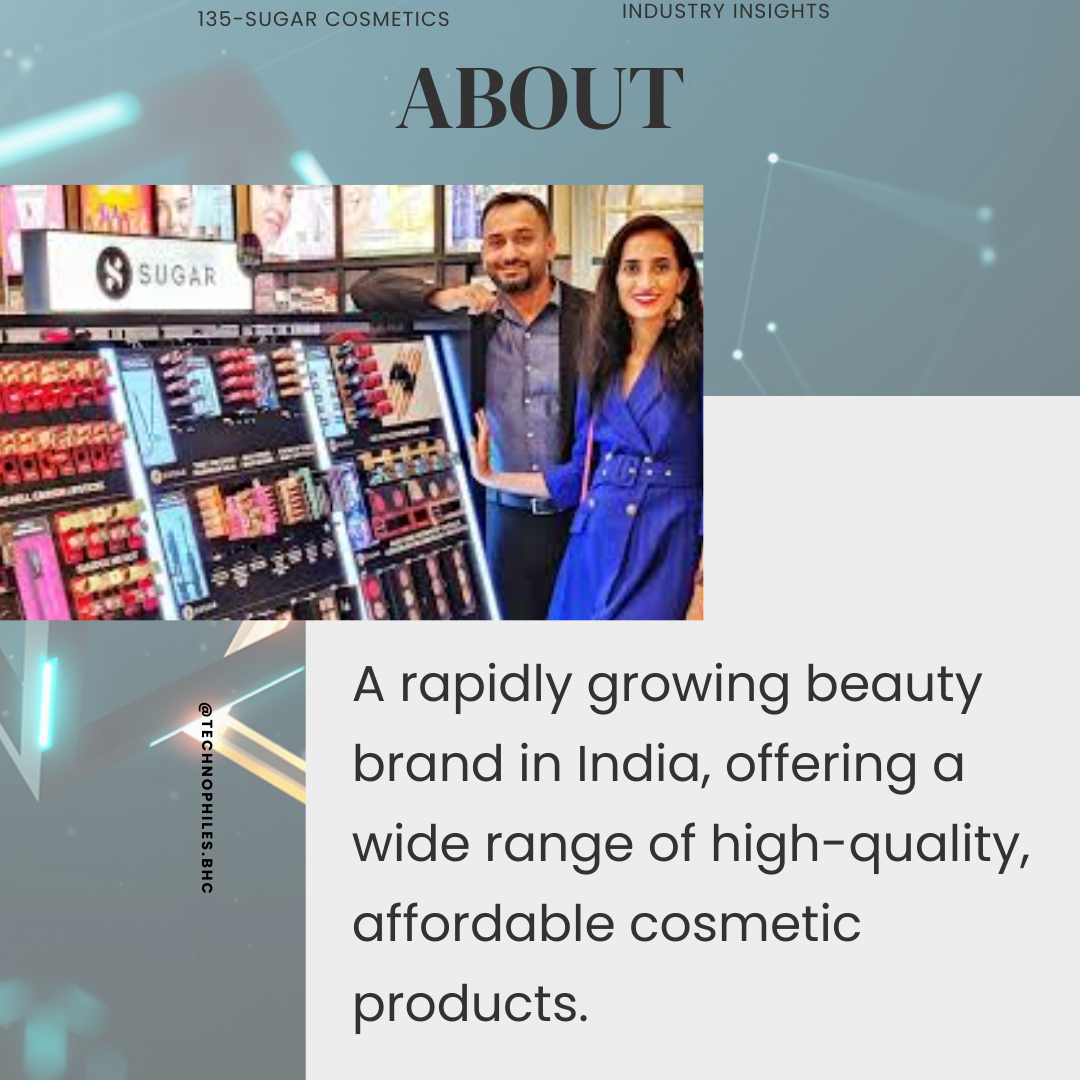 135-SUGAR COSMETICS
INDUSTRY INSIGHTS
ABOUT
SUGAR
@TECHNOPHILES.BHC
A rapidly growing beauty
brand in India, offering a
wide range of high-quality,
affordable cosmetic
products.